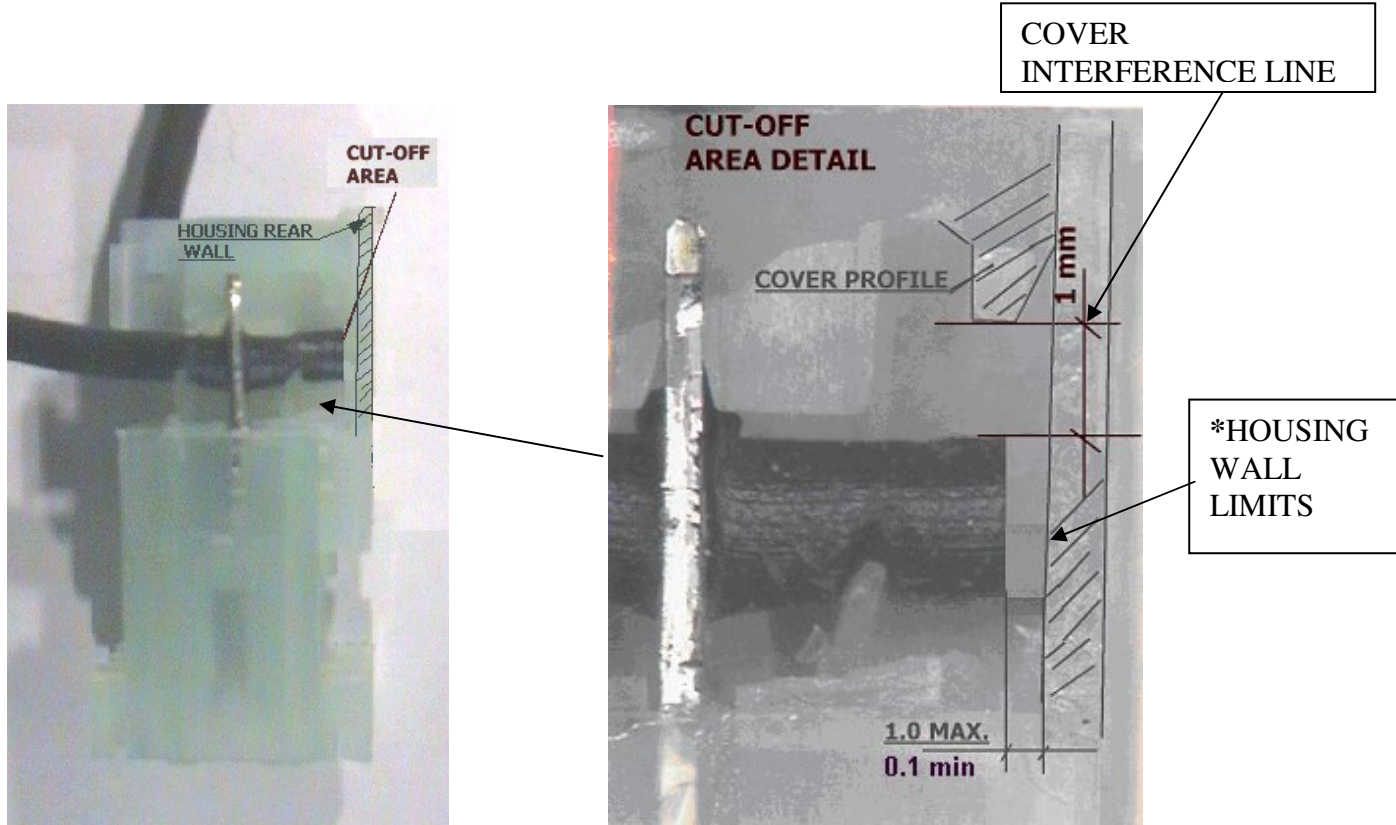 COVER
INTERFERENCE LINE
CUT-OFF
AREA
HOUSING REAR
WALL
CUT-OFF
AREA DETAIL
COVER PROFILE
1 mm
*HOUSING
WALL
LIMITS
1.0 MAX.
0.1 min